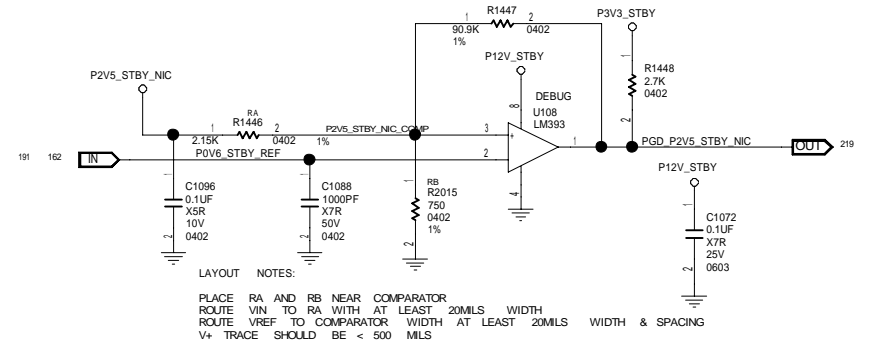 R1447
1 2
90.9K 0402
1%
P3V3_STBY
P12V_STBY
1
R1448
2.7K
0402
2
P2V5_STBY_NIC
DEBUG
U108
LM393
8
RA
1 R1446 2
2.15K 0402 1%
P2V5_STBY_NIC_COMP
3
+
1
PGD_P2V5_STBY_NIC
OUT 219
191 162 IN
P0V6_STBY_REF
2
-
4
P12V_STBY
1
C1096
0.1UF
X5R
10V
0402
2
1
C1088
1000PF
X7R
50V
0402
2
1
RB
R2015
750
0402
1%
2
1
C1072
0.1UF
X7R
25V
0603
2
LAYOUT NOTES:
PLACE RA AND RB NEAR COMPARATOR
ROUTE VIN TO RA WITH AT LEAST 20MILS WIDTH
ROUTE VREF TO COMPARATOR WIDTH AT LEAST 20MILS WIDTH & SPACING
V+ TRACE SHOULD BE < 500 MILS